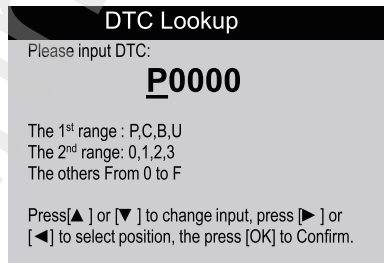 DTC Lookup
Please input DTC:
P0000
The 1st range : P,C,B,U
The 2nd range: 0,1,2,3
The others From 0 to F
Press[▲ ] or [▼ ] to change input, press [▶ ] or
[ ◀] to select position, the press [OK] to Confirm.